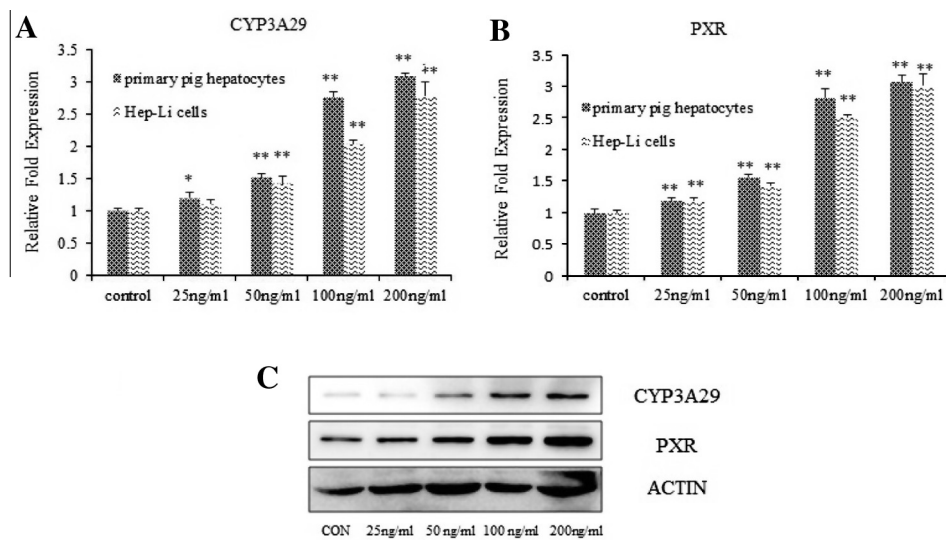 A
CYP3A29
Relative Fold Expression
3.5
3
2.5
2
1.5
1
0.5
0
primary pig hepatocytes
Hep-Li cells
*
** **
** **
** **
control 25ng/ml 50ng/ml 100ng/ml 200ng/ml
B
PXR
Relative Fold Expression
3.5
3
2.5
2
1.5
1
0.5
0
primary pig hepatocytes
Hep-Li cells
** **
** **
** **
** **
control 25ng/ml 50ng/ml 100ng/ml 200ng/ml
C
CYP3A29
PXR
ACTIN
CON 25ng/ml 50 ng/ml 100 ng/ml 200ng/ml